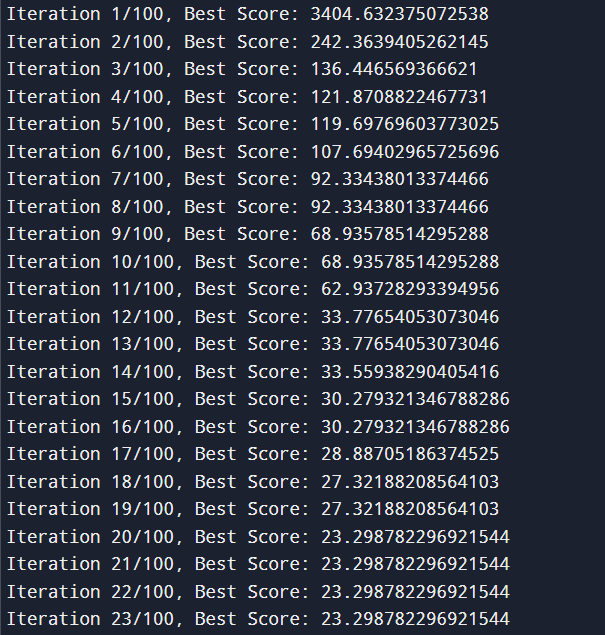 Iteration 1/100, Best Score: 3404.632375072538
Iteration 2/100, Best Score: 242.3639405262145
Iteration 3/100, Best Score: 136.446569366621
Iteration 4/100, Best Score: 121.8708822467731
Iteration 5/100, Best Score: 119.69769603773025
Iteration 6/100, Best Score: 107.69402965725696
Iteration 7/100, Best Score: 92.33438013374466
Iteration 8/100, Best Score: 92.33438013374466
Iteration 9/100, Best Score: 68.93578514295288
Iteration 10/100, Best Score: 68.93578514295288
Iteration 11/100, Best Score: 62.93728293394956
Iteration 12/100, Best Score: 33.77654053073046
Iteration 13/100, Best Score: 33.77654053073046
Iteration 14/100, Best Score: 33.55938290405416
Iteration 15/100, Best Score: 30.279321346788286
Iteration 16/100, Best Score: 30.279321346788286
Iteration 17/100, Best Score: 28.88705186374525
Iteration 18/100, Best Score: 27.32188208564103
Iteration 19/100, Best Score: 27.32188208564103
Iteration 20/100, Best Score: 23.298782296921544
Iteration 21/100, Best Score: 23.298782296921544
Iteration 22/100, Best Score: 23.298782296921544
Iteration 23/100, Best Score: 23.298782296921544